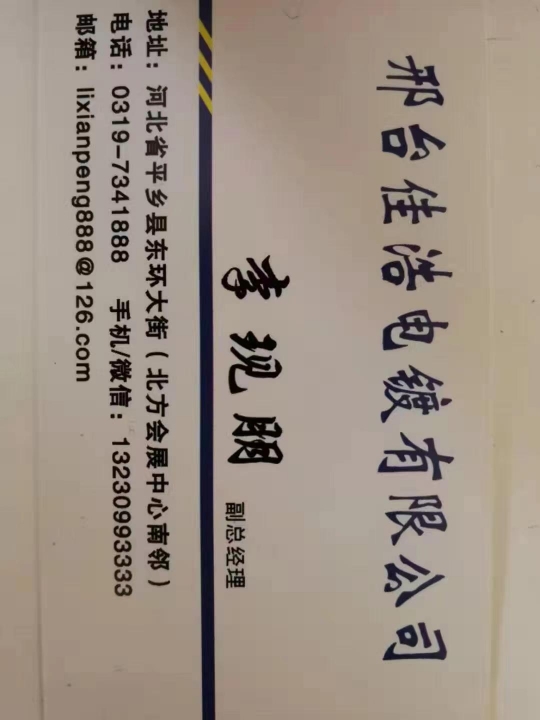 邢台佳浩电镀有限公司
李现朋 副总经理
地址：河北省平乡县东环大街（北方会展中心南邻）
电话：0319-7341888 手机/微信：13230993333
邮箱：lixianpeng888@126.com